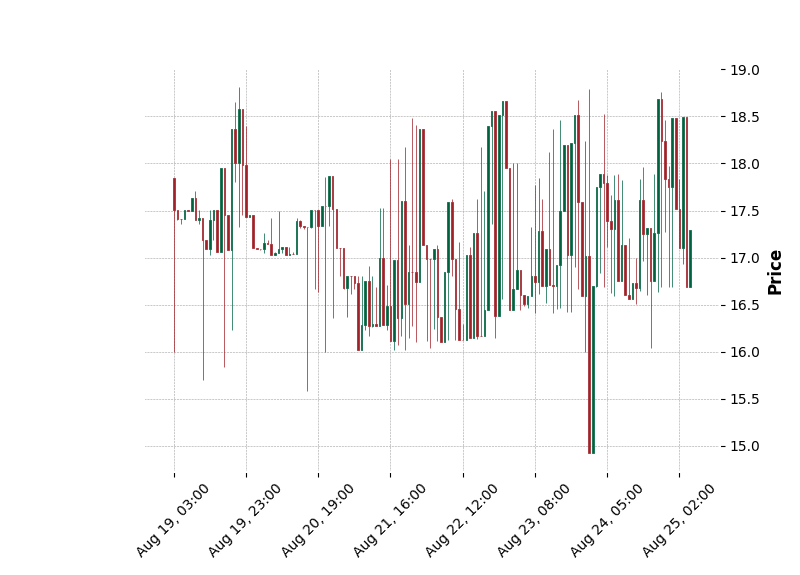 19.0
18.5
18.0
17.5
17.0
16.5
16.0
15.5
15.0
Price
Aug 19, 03:00
Aug 19, 23:00
Aug 20, 19:00
Aug 21, 16:00
Aug 22, 12:00
Aug 23, 08:00
Aug 24, 05:00
Aug 25, 02:00